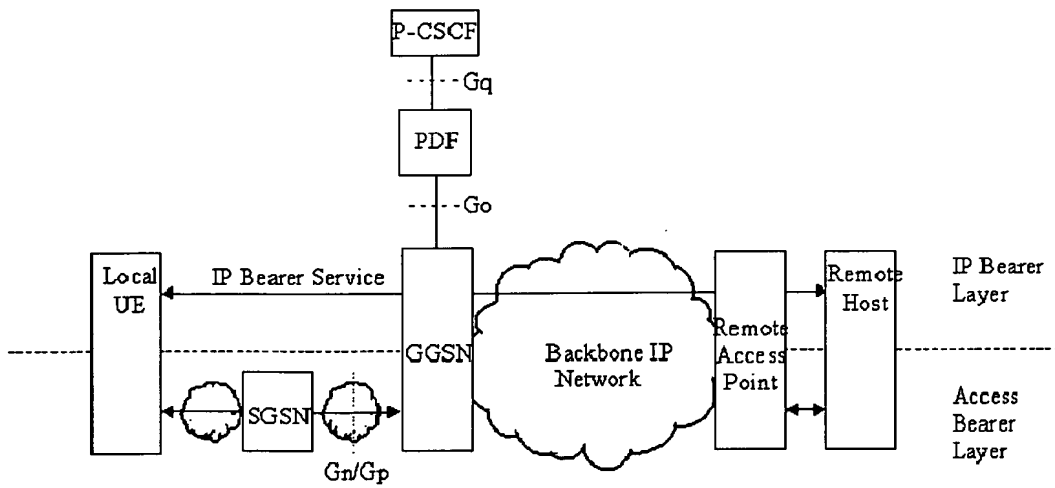 P-CSCF
Gq
PDF
Go
Local
UE
IP Bearer Service
GGSN
Backbone IP
Network
Remote
Access
Point
Remote
Host
IP Bearer
Layer
SGSN
Gn/Gp
Access
Bearer
Layer